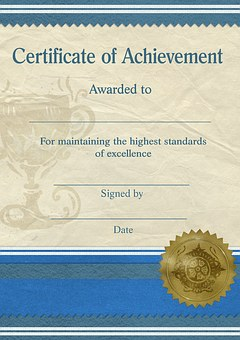 Certificate of Achievement
Awarded to
For maintaining the highest standards
of excellence
Signed by
Date